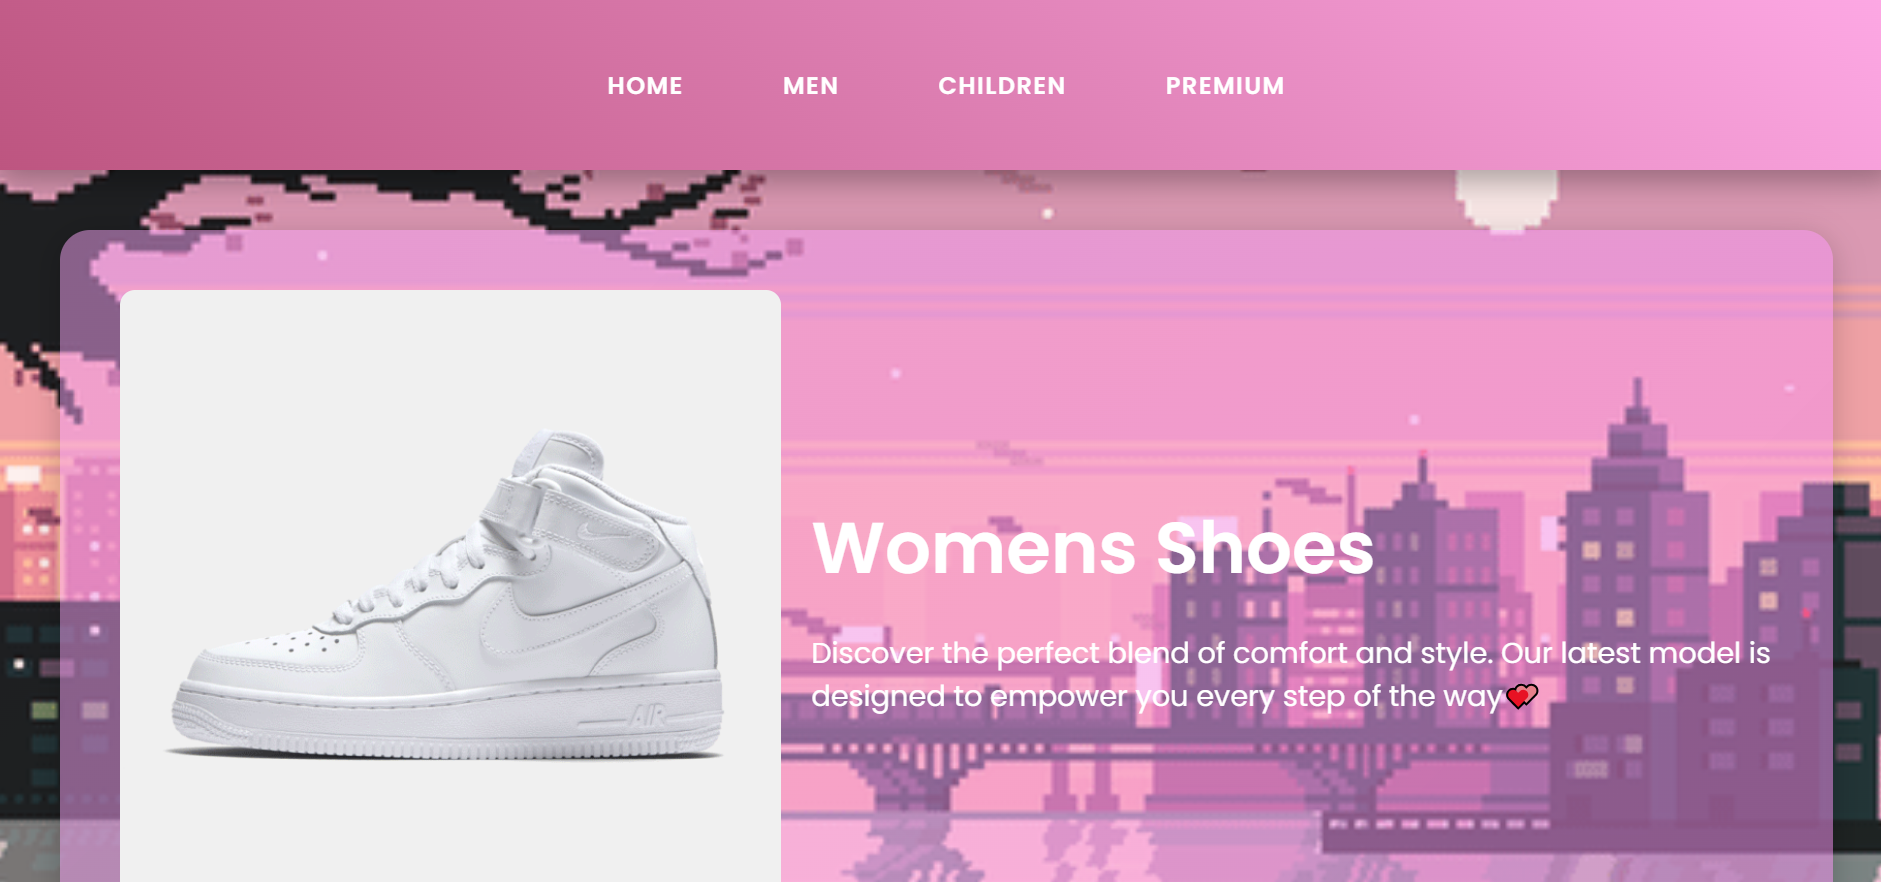 HOME MEN CHILDREN PREMIUM
Womens Shoes
Discover the perfect blend of comfort and style. Our latest model is
designed to empower you every step of the way💕
AIR